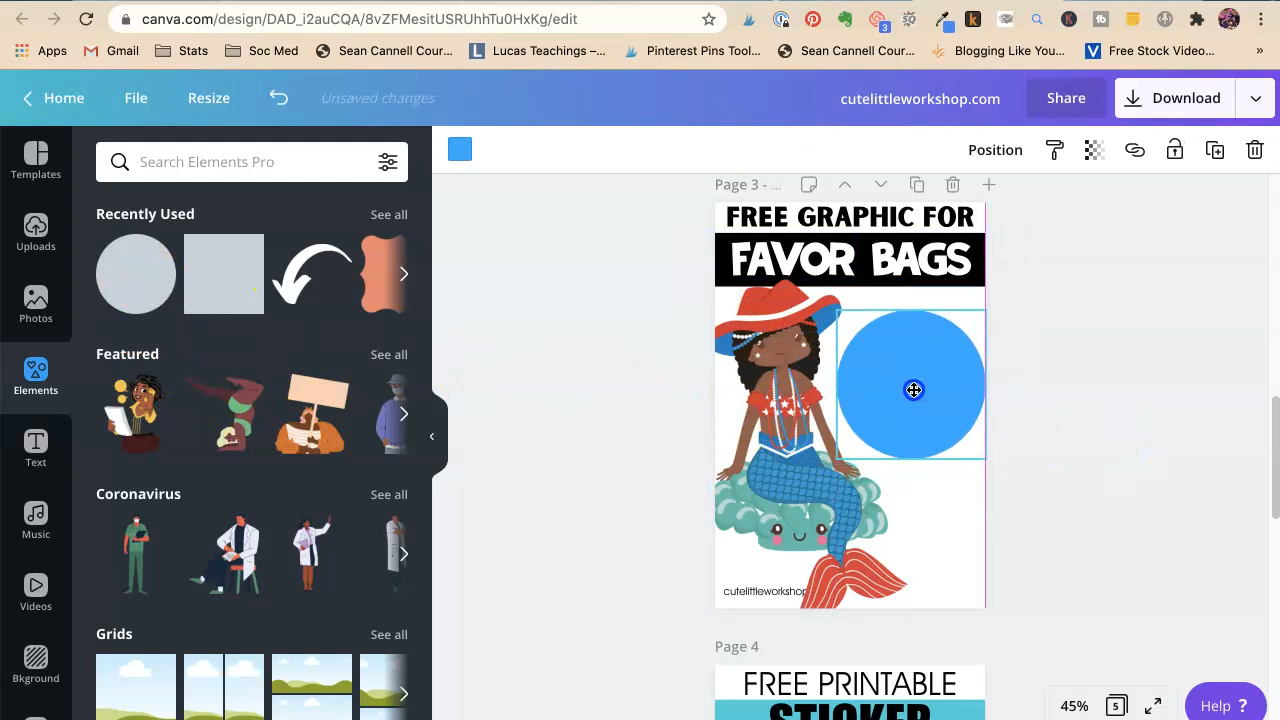 canva.com/design/DAD_i2auCQA/8vZFMesitUSRUhhTu0HxKg/edit
3
Apps Gmail Stats Soc Med Sean Cannell Cour... Lucas Teachings –... Pinterest Pins Tool... Sean Cannell Cour... Blogging Like You... Free Stock Video... »
Home File Resize Unsaved changes cutelittleworkshop.com Share Download
Templates
Uploads
Photos
Elements
Text
Music
Videos
Bkground
Search Elements Pro
Recently Used See all
Featured See all
Coronavirus See all
Grids See all
Position
Page 3 - ...
FREE GRAPHIC FOR
FAVOR BAGS
cutelittleworkshop
Page 4
FREE PRINTABLE
STICKER
45% 5 Help ?